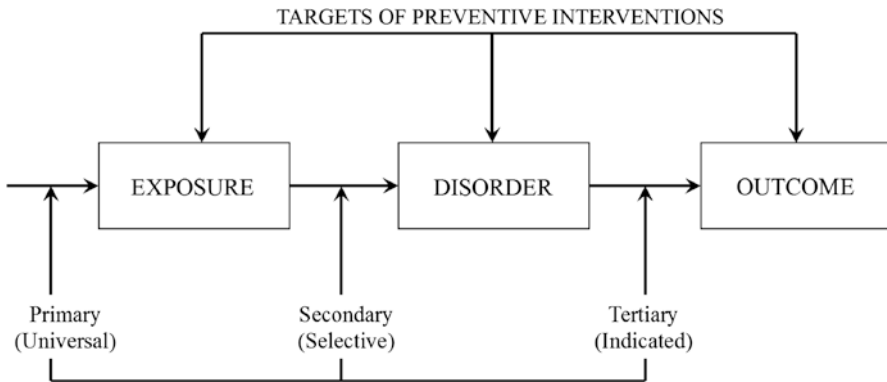 TARGETS OF PREVENTIVE INTERVENTIONS
EXPOSURE
DISORDER
OUTCOME
Primary
(Universal)
Secondary
(Selective)
Tertiary
(Indicated)